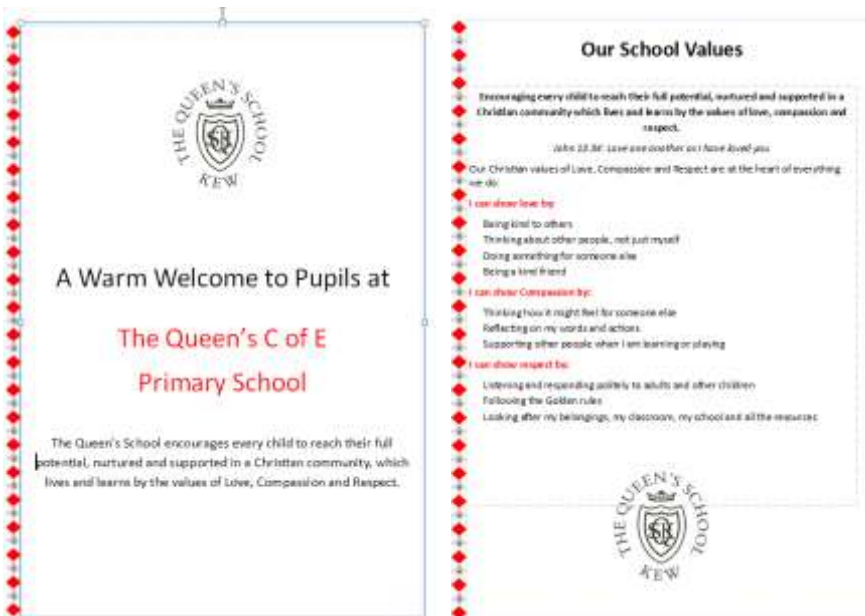 THE QUEEN'S SCHOOL
KEW
A Warm Welcome to Pupils at
The Queen's C of E
Primary School
The Queen's School encourages every child to reach their full
potential, nurtured and supported in a Christian community, which
lives and learns by the values of Love, Compassion and Respect.
Our School Values
Encouraging every child to reach their full potential, nurtured and supported in a
Christian community which lives and learns by the values of love, compassion and
respect.
John 13.34: Love one another as I have loved you
Our Christian values of Love, Compassion and Respect are at the heart of everything
we do:
I can show love by:
Being kind to others
Thinking about other people, not just myself
Doing something for someone else
Being a kind friend
I can show Compassion by:
Thinking how it might feel for someone else
Reflecting on my words and actions
Supporting other people when I am learning or playing
I can show respect by:
Listening and responding politely to adults and other children
Following the Golden rules
Looking after my belongings, my classroom, my school and all the resources
THE QUEEN'S SCHOOL
KEW